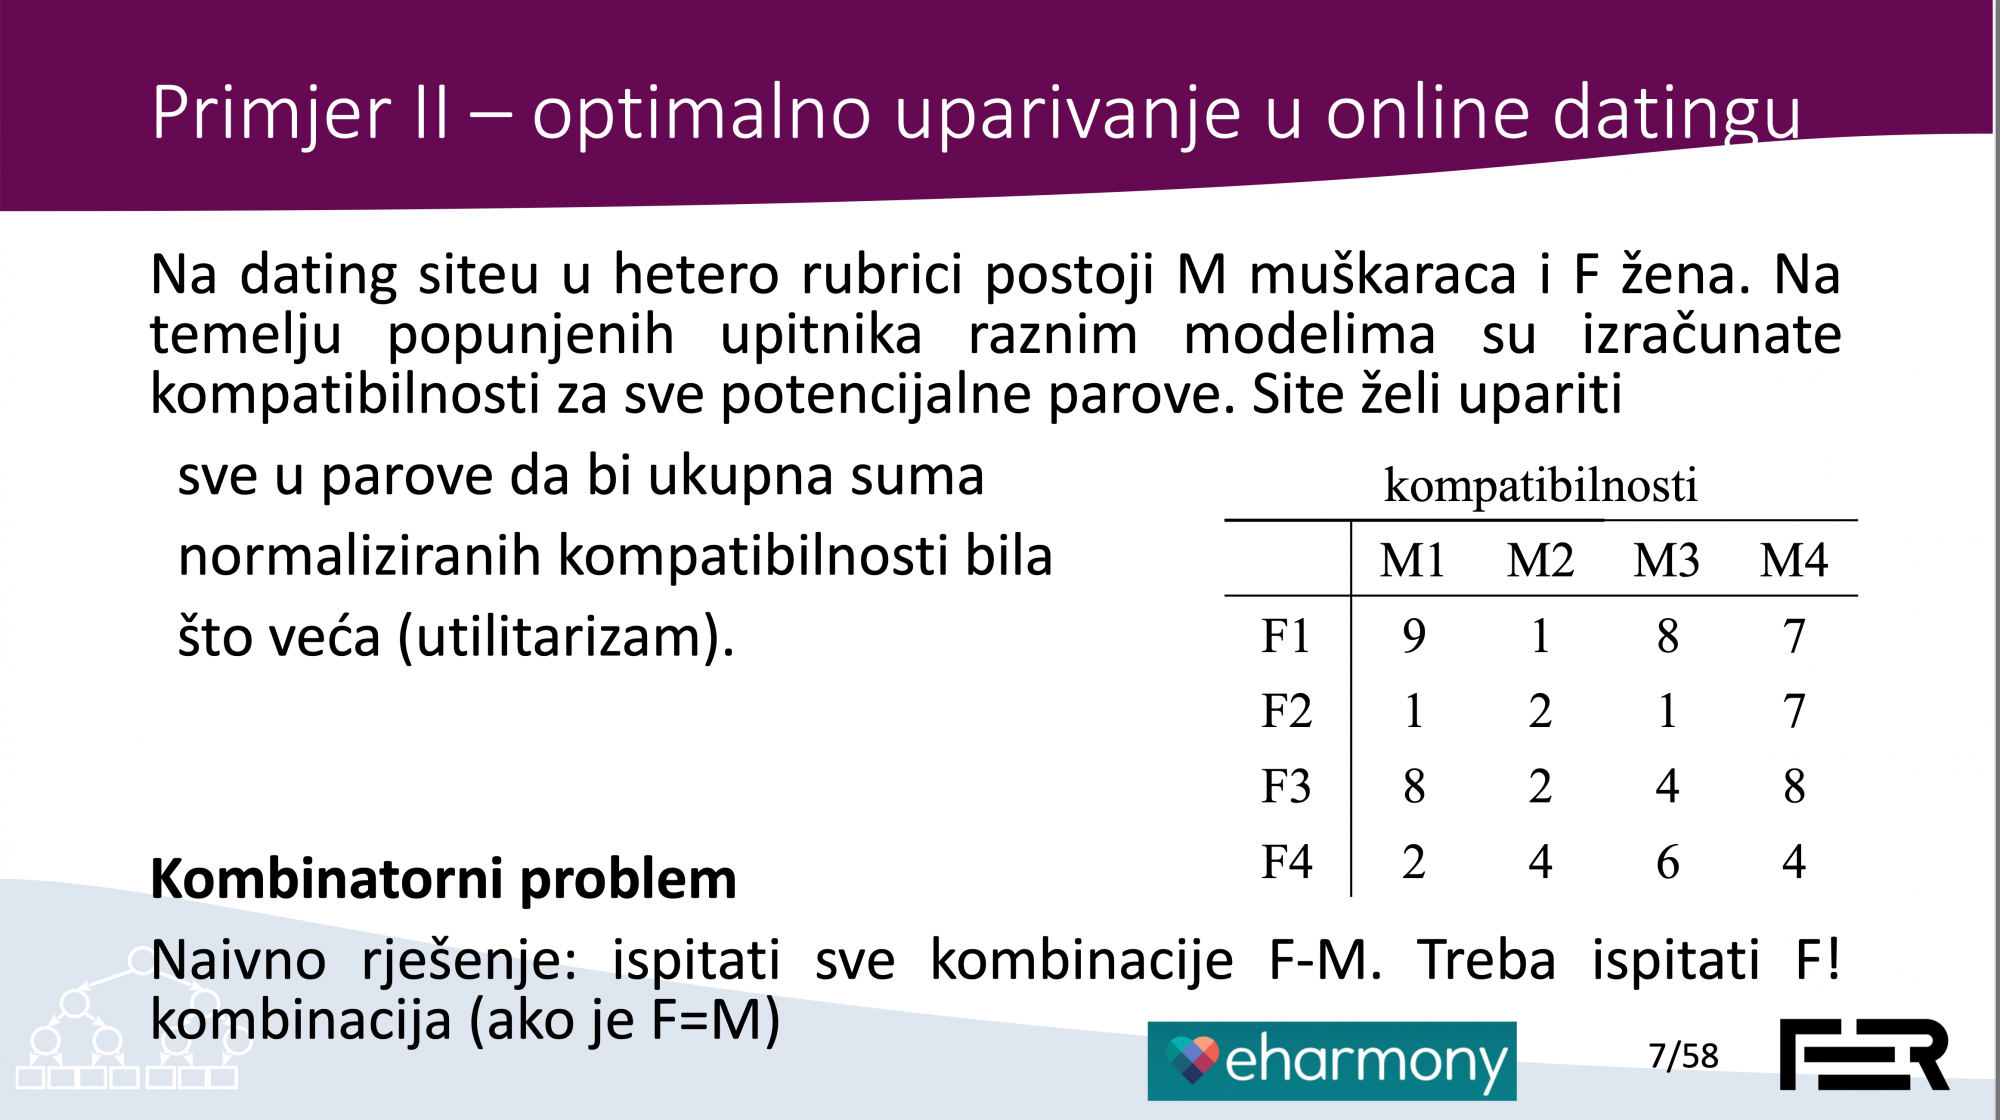 Primjer II – optimalno uparivanje u online datingu
Na dating siteu u hetero rubrici postoji M muškaraca i F žena. Na
temelju popunjenih upitnika raznim modelima su izračunate
kompatibilnosti za sve potencijalne parove. Site želi upariti
sve u parove da bi ukupna suma
normaliziranih kompatibilnosti bila
što veća (utilitarizam).
kompatibilnosti
M1 M2 M3 M4
F1 9 1 8 7
F2 1 2 1 7
F3 8 2 4 8
F4 2 4 6 4
Kombinatorni problem
Naivno rješenje: ispitati sve kombinacije F-M. Treba ispitati F!
kombinacija (ako je F=M)
eharmony
7/58
FER